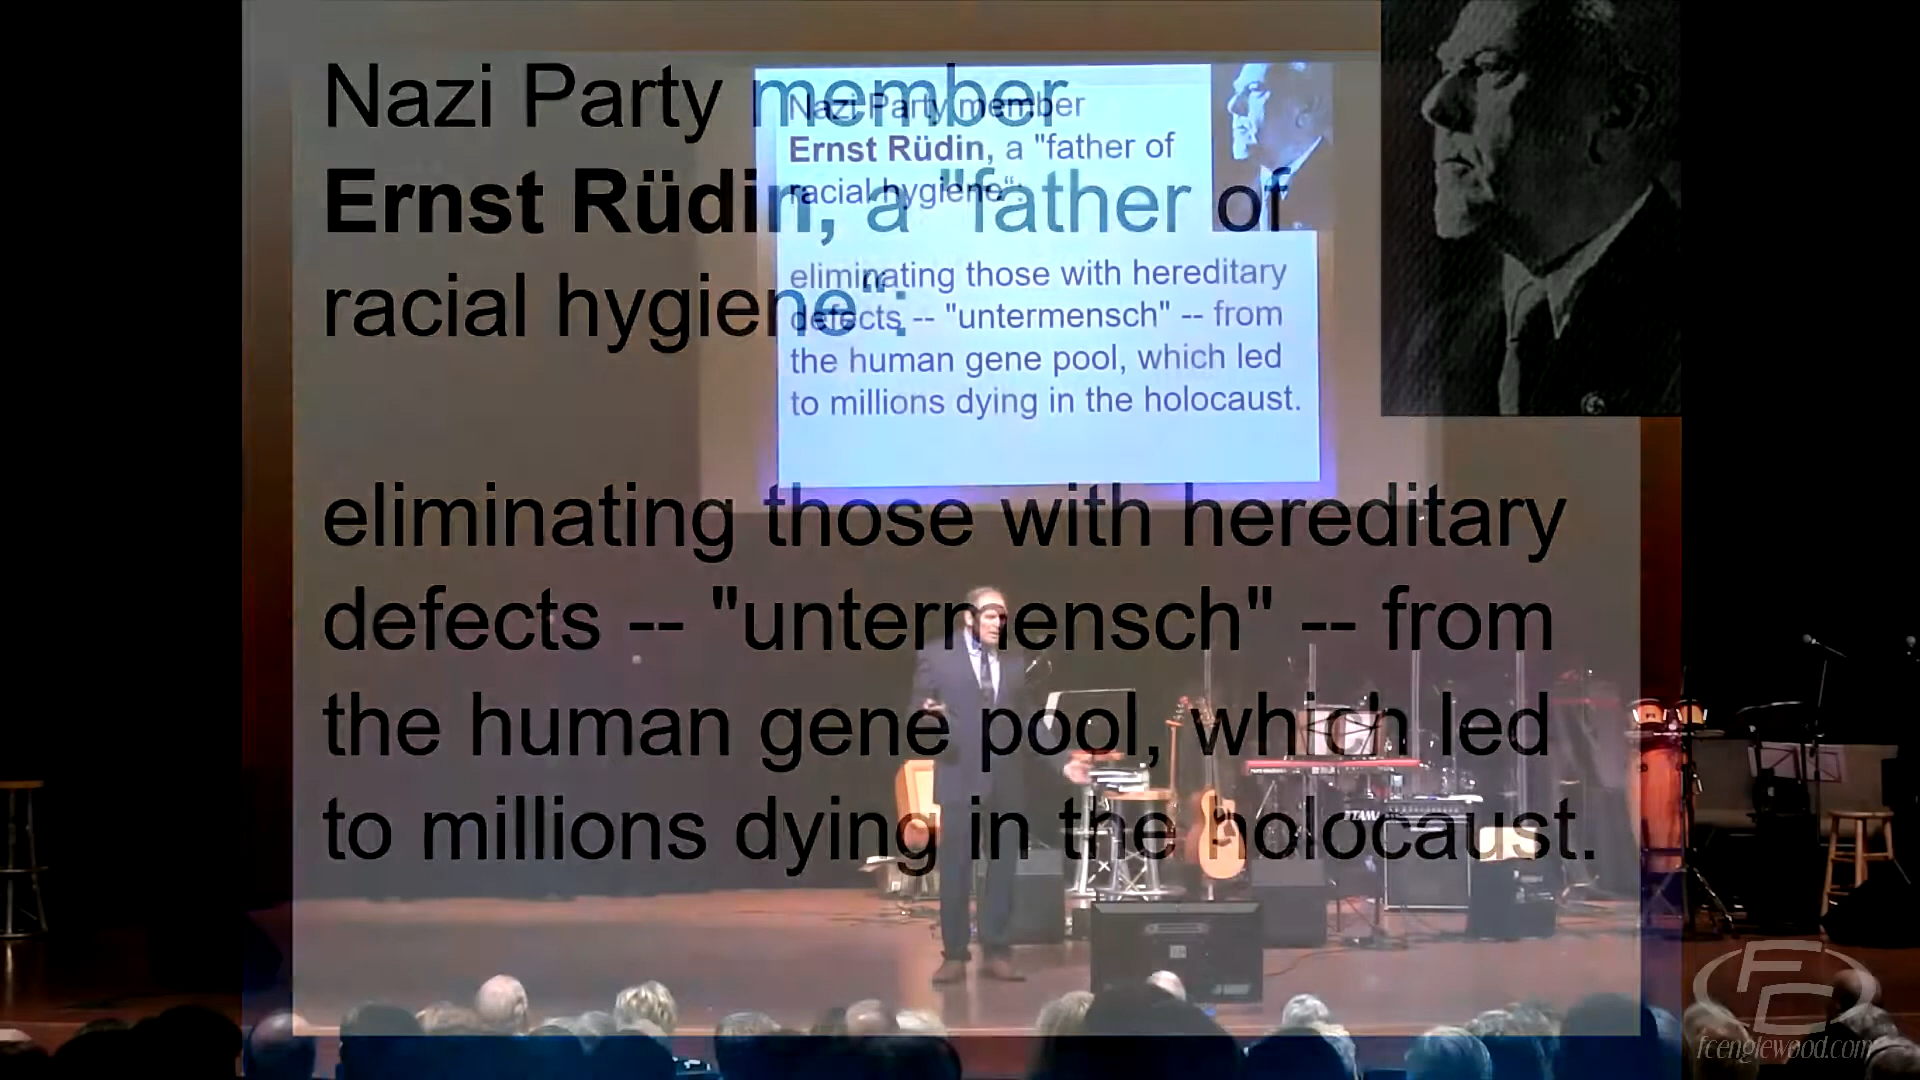 Nazi Party member
Ernst Rüdin, a "father of
racial hygiene":
eliminating those with hereditary
defects -- "untermensch" -- from
the human gene pool, which led
to millions dying in the holocaust.
Nazi Party member
Ernst Rüdin, a "father of
racial hygiene":
eliminating those with hereditary
defects -- "untermensch" -- from
the human gene pool, which led
to millions dying in the holocaust.
FC
fcenglewood.com